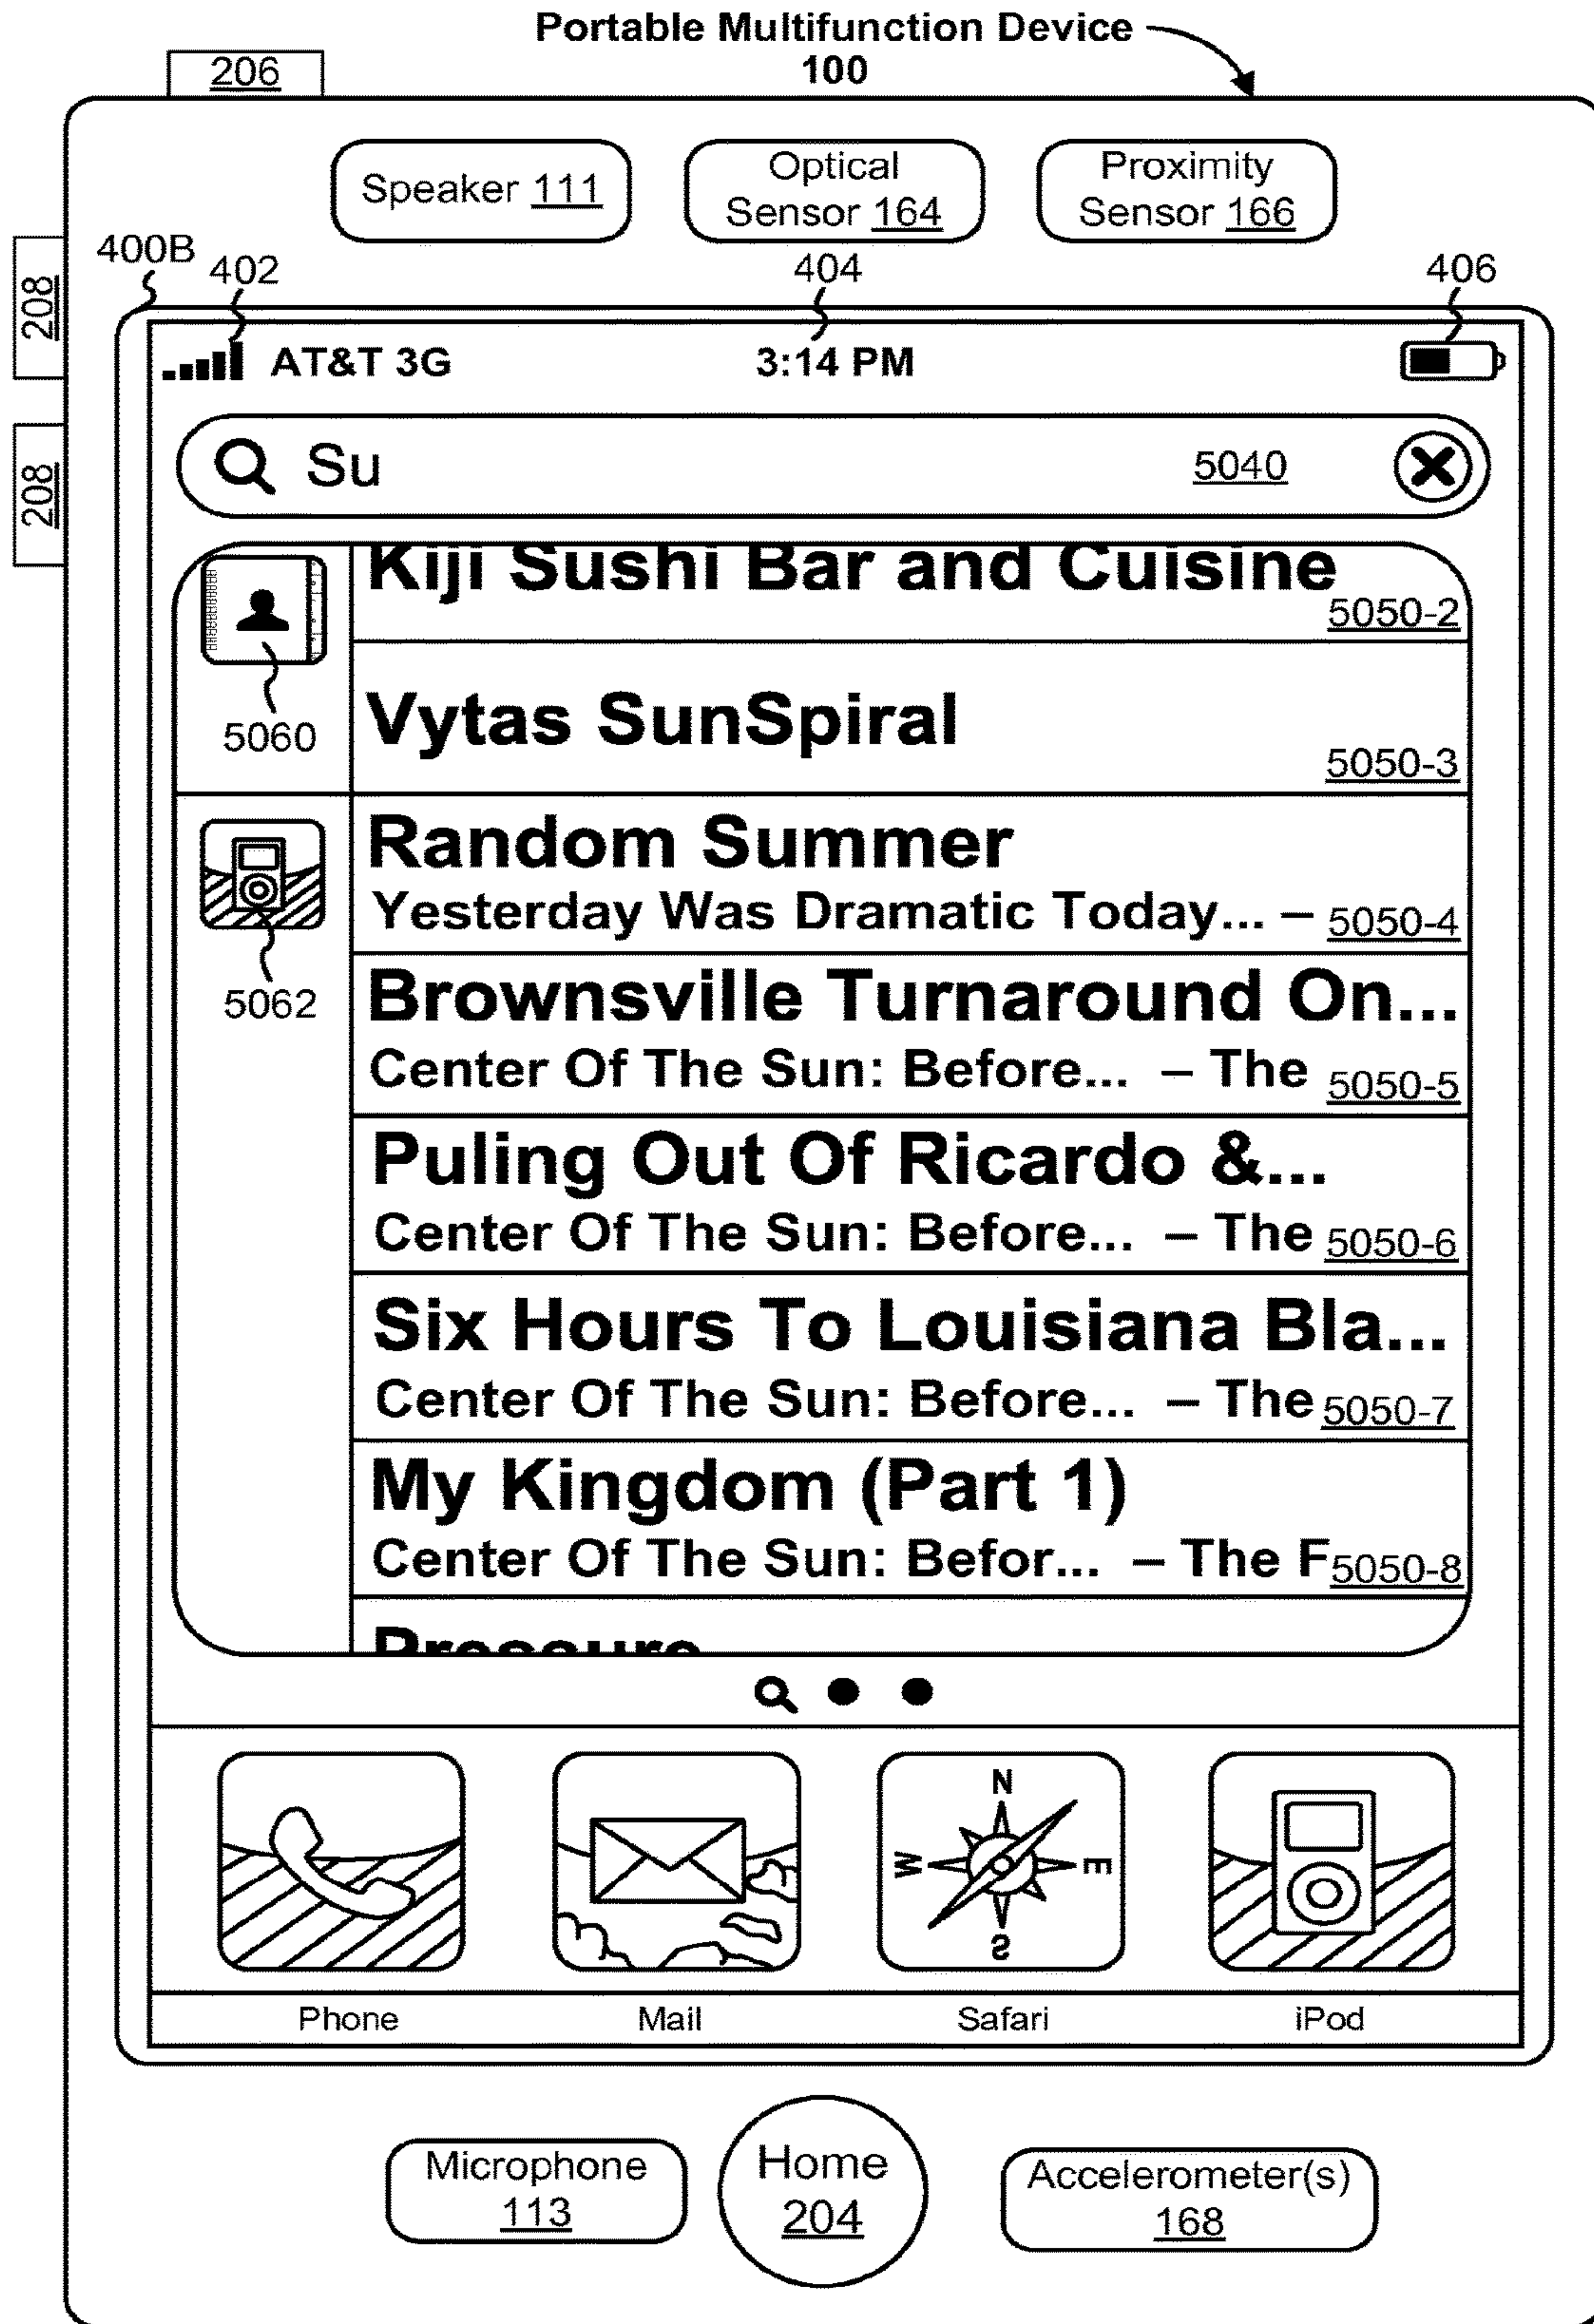 Portable Multifunction Device
100
206
Speaker 111
Optical
Sensor 164
Proximity
Sensor 166
208
208
400B
402
404
406
AT&T 3G
3:14 PM
Su
5040
Kiji Sushi Bar and Cuisine
5050-2
5060
Vytas SunSpiral
5050-3
Random Summer
Yesterday Was Dramatic Today... – 5050-4
5062
Brownsville Turnaround On...
Center Of The Sun: Before... – The 5050-5
Puling Out Of Ricardo &...
Center Of The Sun: Before... – The 5050-6
Six Hours To Louisiana Bla...
Center Of The Sun: Before... – The 5050-7
My Kingdom (Part 1)
Center Of The Sun: Befor... – The F 5050-8
Pressure
N
W
E
S
Phone
Mail
Safari
iPod
Microphone
113
Home
204
Accelerometer(s)
168